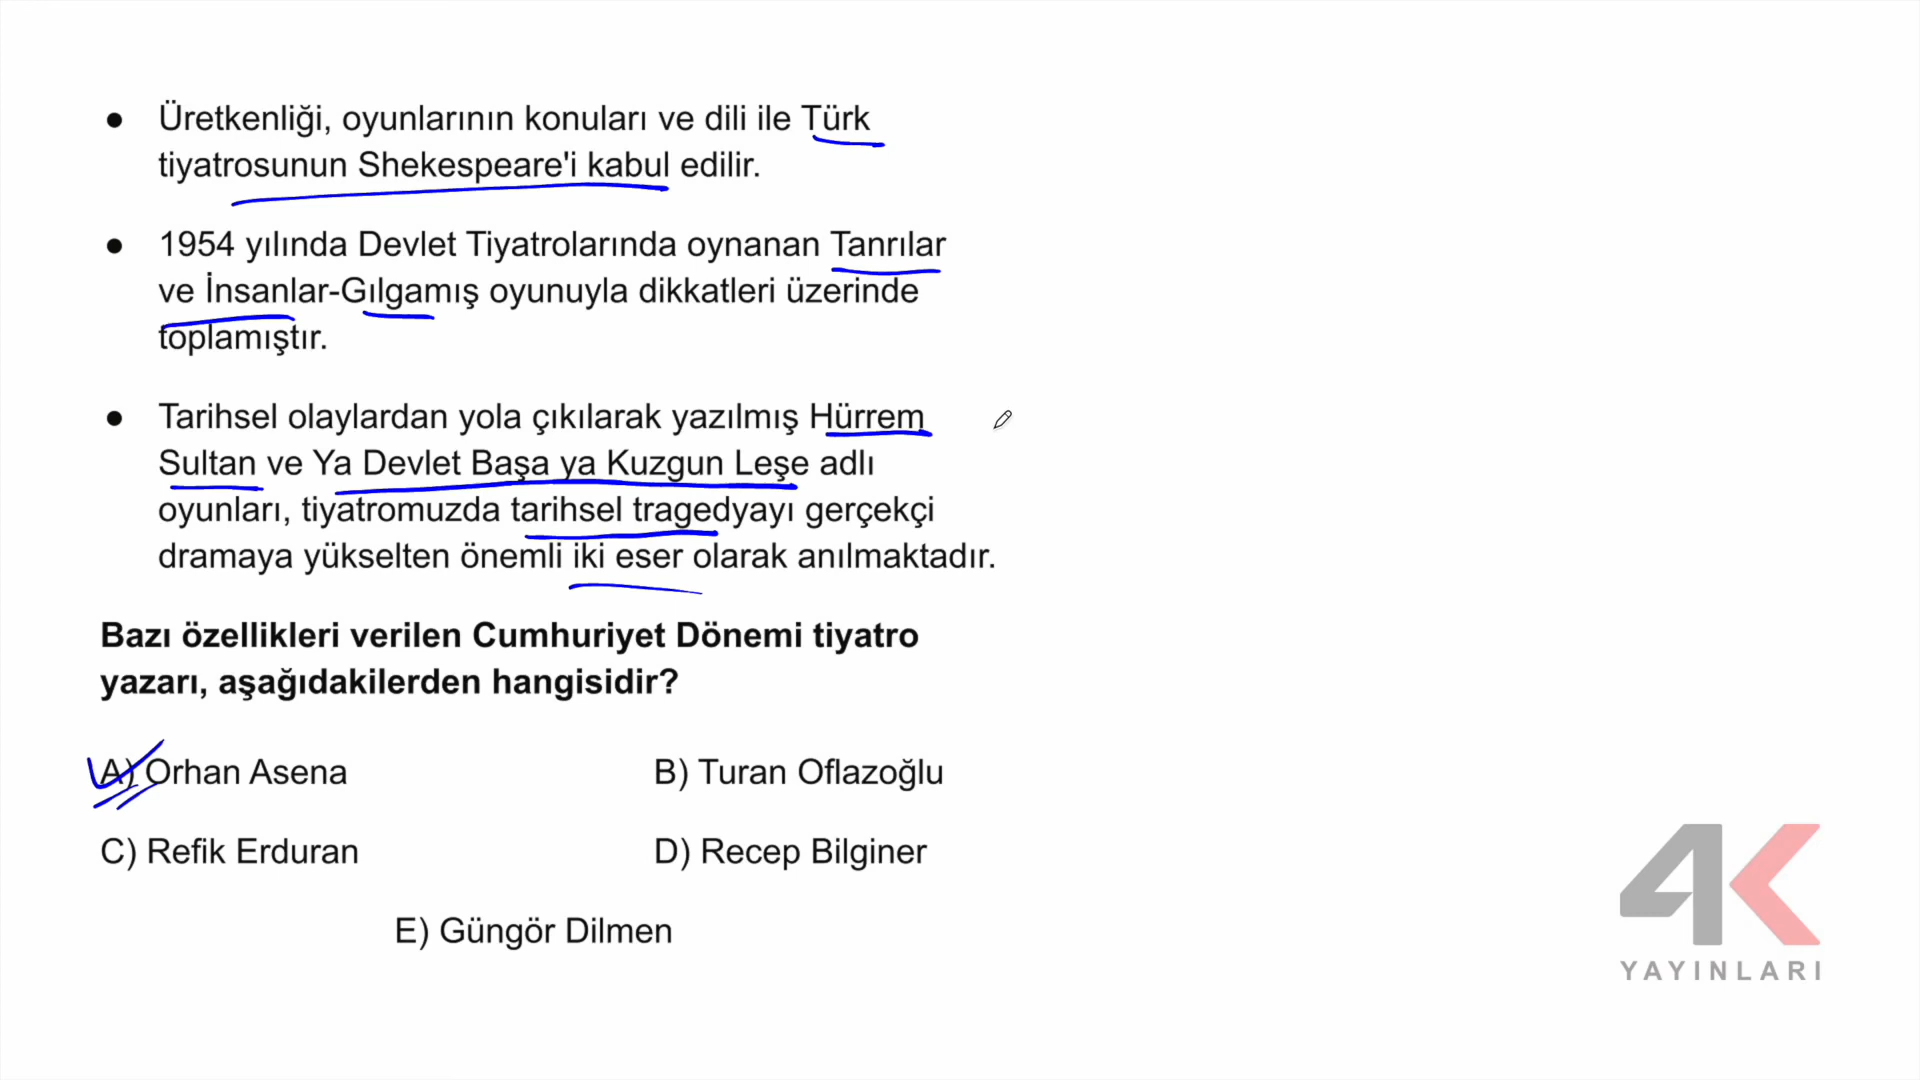 ● Üretkenliği, oyunlarının konuları ve dili ile Türk
tiyatrosunun Shekespeare'i kabul edilir.
● 1954 yılında Devlet Tiyatrolarında oynanan Tanrılar
ve İnsanlar-Gılgamış oyunuyla dikkatleri üzerinde
toplamıştır.
● Tarihsel olaylardan yola çıkılarak yazılmış Hürrem
Sultan ve Ya Devlet Başa ya Kuzgun Leşe adlı
oyunları, tiyatromuzda tarihsel tragedyayı gerçekçi
dramaya yükselten önemli iki eser olarak anılmaktadır.
Bazı özellikleri verilen Cumhuriyet Dönemi tiyatro
yazarı, aşağıdakilerden hangisidir?
A) Orhan Asena
B) Turan Oflazoğlu
C) Refik Erduran
D) Recep Bilginer
E) Güngör Dilmen
4K
YAYINLARI